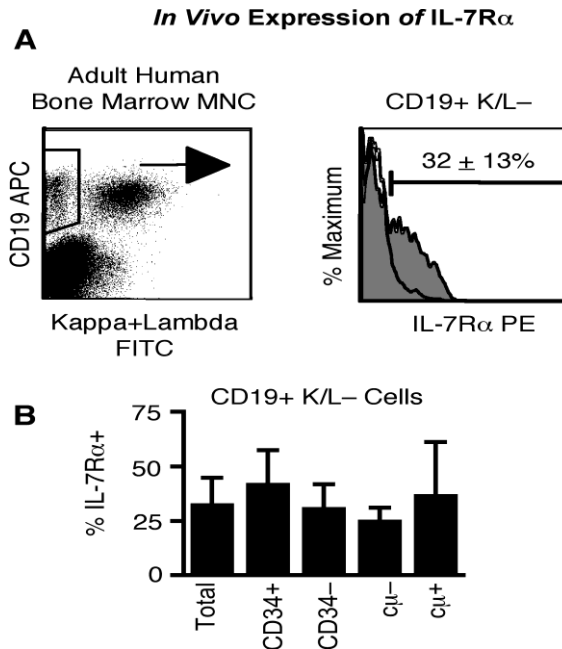 In Vivo Expression of IL-7Rα
A
Adult Human
Bone Marrow MNC
CD19 APC
Kappa+Lambda
FITC
CD19+ K/L–
32 ± 13%
% Maximum
IL-7Rα PE
B
CD19+ K/L– Cells
% IL-7Rα+
75
50
25
0
Total
CD34+
CD34–
cμ–
cμ+